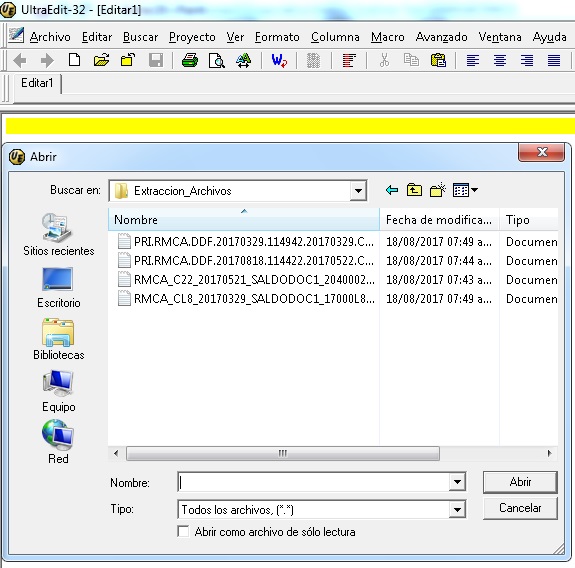 UltraEdit-32 - [Editar1]
Archivo Editar Buscar Proyecto Ver Formato Columna Macro Avanzado Ventana Ayuda
Editar1
Abrir
Buscar en: Extraccion_Archivos
Nombre Fecha de modifica... Tipo
PRI.RMCA.DDF.20170329.114942.20170329.C... 18/08/2017 07:49 a... Documen
PRI.RMCA.DDF.20170818.114422.20170522.C... 18/08/2017 07:44 a... Documen
RMCA_C22_20170521_SALDODOC1_2040002... 18/08/2017 07:43 a... Documen
RMCA_CL8_20170329_SALDODOC1_17000L8... 18/08/2017 07:49 a... Documen
Sitios recientes
Escritorio
Bibliotecas
Equipo
Red
Nombre: Abrir
Tipo: Todos los archivos, (*.*) Cancelar
Abrir como archivo de sólo lectura